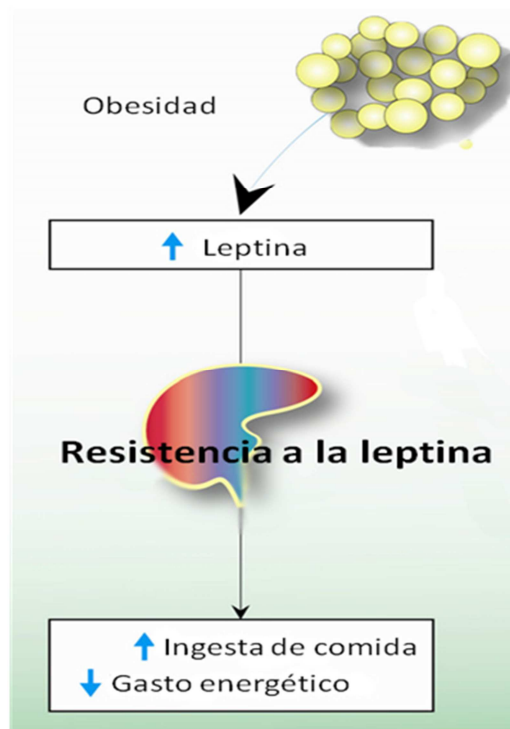 Obesidad
Leptina
Resistencia a la leptina
Ingesta de comida
Gasto energético